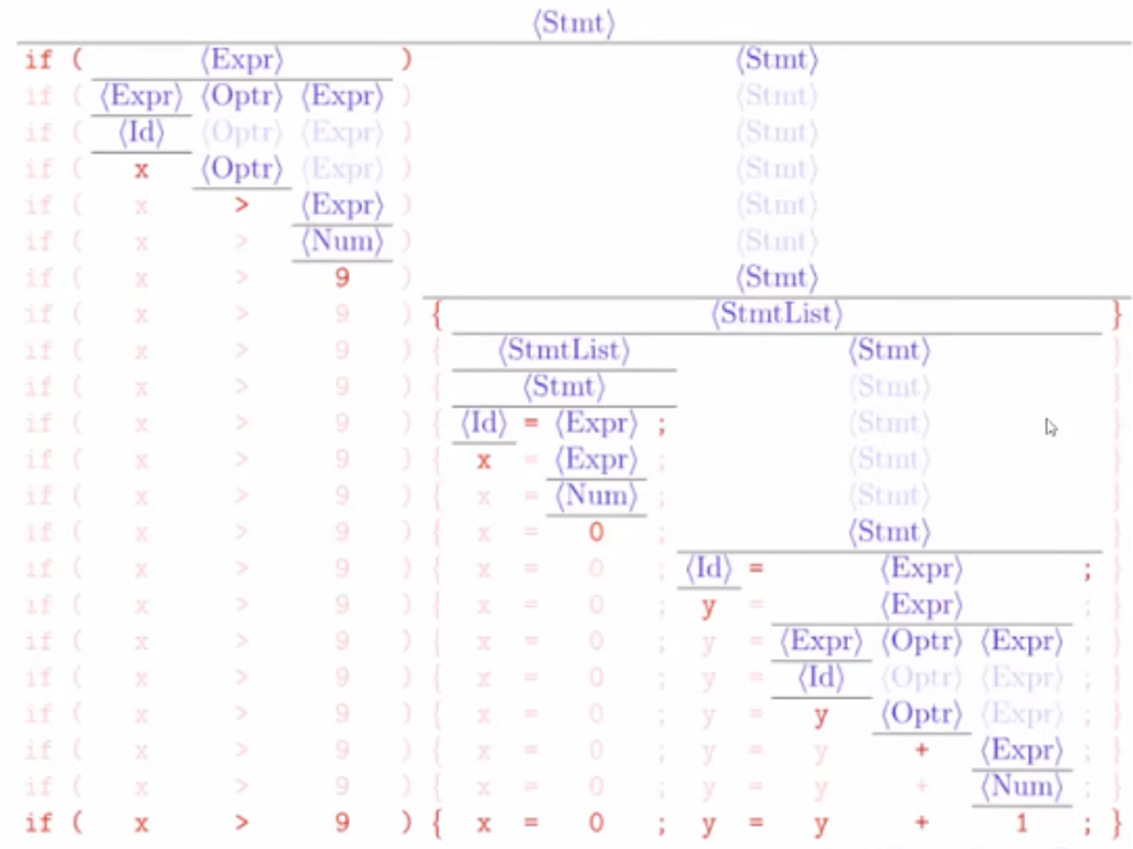 ⟨Stmt⟩
if ( ⟨Expr⟩ ) ⟨Stmt⟩
if ( ⟨Expr⟩ ⟨Optr⟩ ⟨Expr⟩ ) ⟨Stmt⟩
if ( ⟨Id⟩ ⟨Optr⟩ ⟨Expr⟩ ) ⟨Stmt⟩
if ( x ⟨Optr⟩ ⟨Expr⟩ ) ⟨Stmt⟩
if ( x > ⟨Expr⟩ ) ⟨Stmt⟩
if ( x > ⟨Num⟩ ) ⟨Stmt⟩
if ( x > 9 ) ⟨Stmt⟩
if ( x > 9 ) { ⟨StmtList⟩ }
if ( x > 9 ) { ⟨StmtList⟩ ⟨Stmt⟩ }
if ( x > 9 ) { ⟨Stmt⟩ ⟨Stmt⟩ }
if ( x > 9 ) { ⟨Id⟩ = ⟨Expr⟩ ; ⟨Stmt⟩ }
if ( x > 9 ) { x = ⟨Expr⟩ ; ⟨Stmt⟩ }
if ( x > 9 ) { x = ⟨Num⟩ ; ⟨Stmt⟩ }
if ( x > 9 ) { x = 0 ; ⟨Stmt⟩ }
if ( x > 9 ) { x = 0 ; ⟨Id⟩ = ⟨Expr⟩ ; }
if ( x > 9 ) { x = 0 ; y = ⟨Expr⟩ ; }
if ( x > 9 ) { x = 0 ; y = ⟨Expr⟩ ⟨Optr⟩ ⟨Expr⟩ ; }
if ( x > 9 ) { x = 0 ; y = ⟨Id⟩ ⟨Optr⟩ ⟨Expr⟩ ; }
if ( x > 9 ) { x = 0 ; y = y ⟨Optr⟩ ⟨Expr⟩ ; }
if ( x > 9 ) { x = 0 ; y = y + ⟨Expr⟩ ; }
if ( x > 9 ) { x = 0 ; y = y + ⟨Num⟩ ; }
if ( x > 9 ) { x = 0 ; y = y + 1 ; }